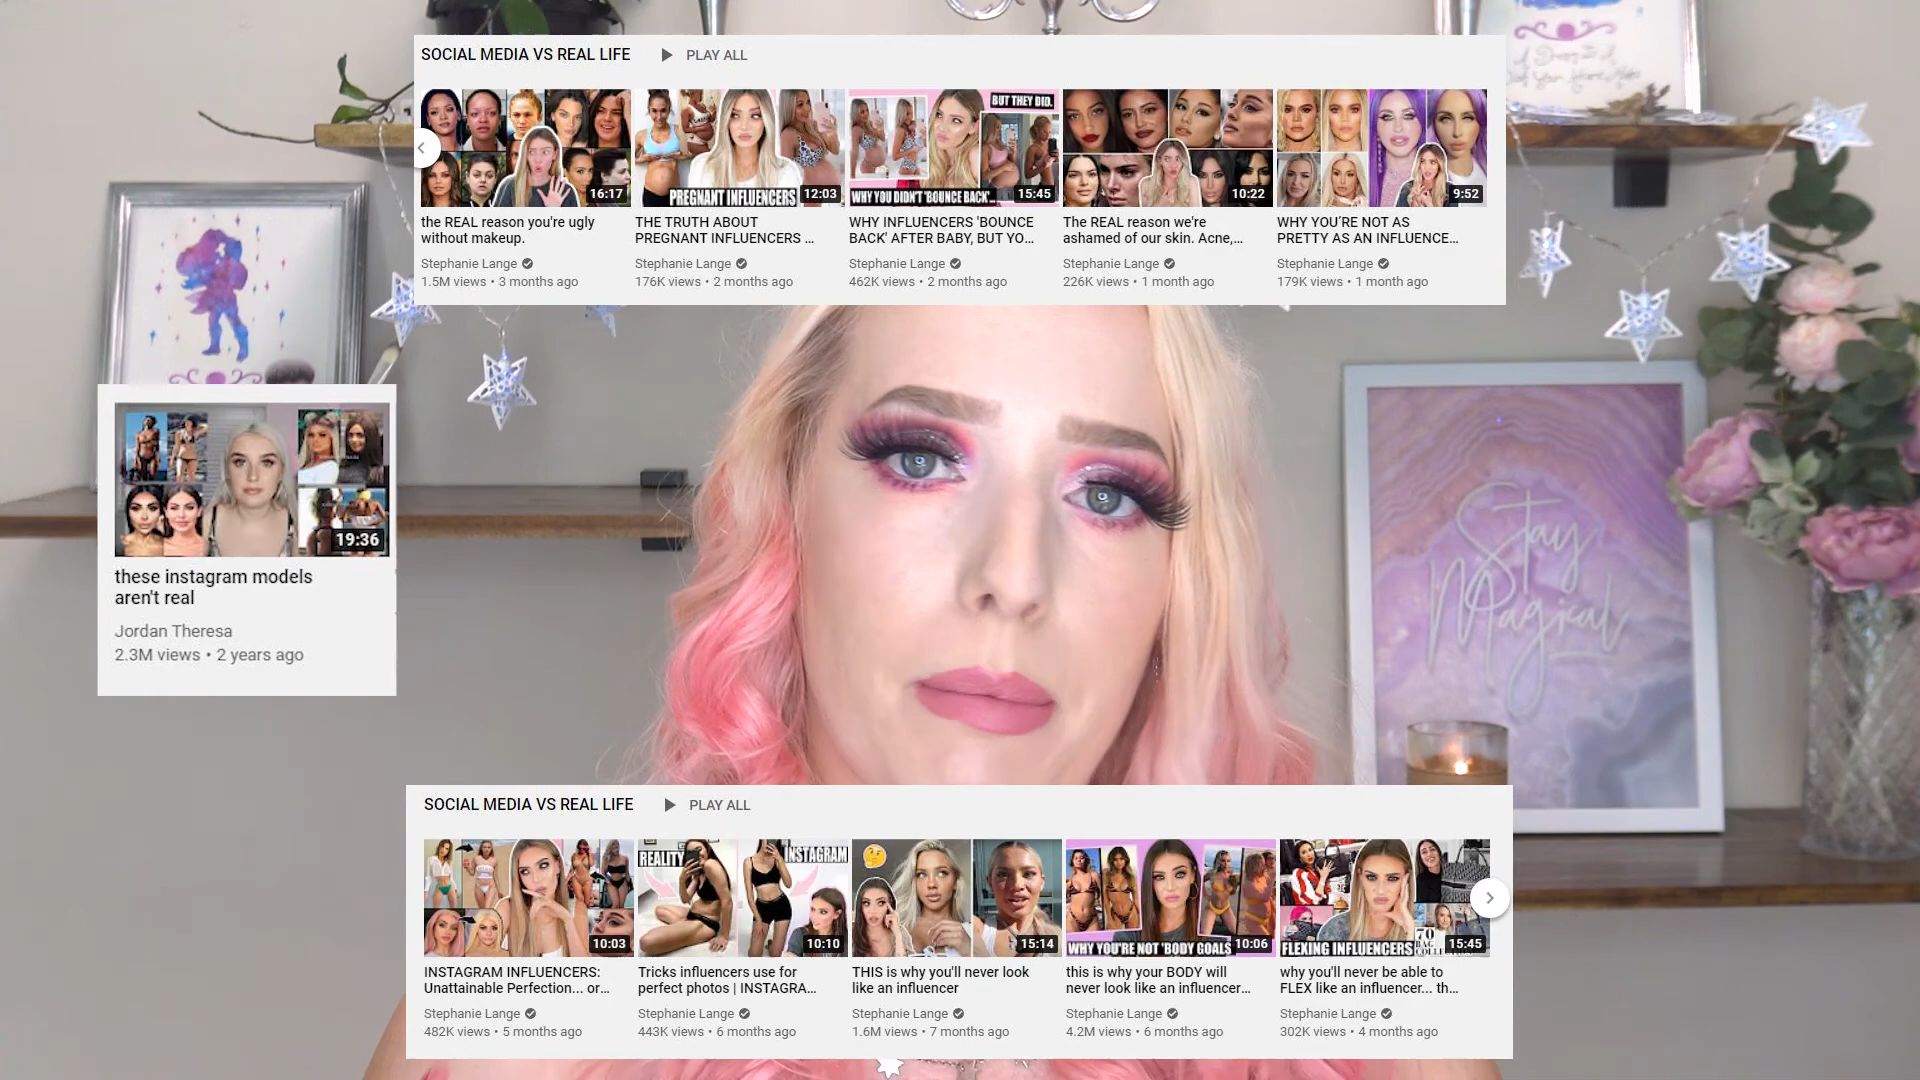 SOCIAL MEDIA VS REAL LIFE PLAY ALL
16:17
PREGNANT INFLUENCERS 12:03
BUT THEY DID.
WHY YOU DIDN'T 'BOUNCE BACK'... 15:45
10:22
9:52
the REAL reason you're ugly
without makeup.
Stephanie Lange
1.5M views • 3 months ago
THE TRUTH ABOUT
PREGNANT INFLUENCERS ...
Stephanie Lange
176K views • 2 months ago
WHY INFLUENCERS 'BOUNCE
BACK' AFTER BABY, BUT YO...
Stephanie Lange
462K views • 2 months ago
The REAL reason we're
ashamed of our skin. Acne,...
Stephanie Lange
226K views • 1 month ago
WHY YOU'RE NOT AS
PRETTY AS AN INFLUENCE...
Stephanie Lange
179K views • 1 month ago
19:36
these instagram models
aren't real
Jordan Theresa
2.3M views • 2 years ago
Stay
Magical
SOCIAL MEDIA VS REAL LIFE PLAY ALL
10:03
REALITY INSTAGRAM
10:10
15:14
WHY YOU'RE NOT 'BODY GOALS 10:06
FLEXING INFLUENCERS 70
BAG
15:45
INSTAGRAM INFLUENCERS:
Unattainable Perfection... or...
Stephanie Lange
482K views • 5 months ago
Tricks influencers use for
perfect photos | INSTAGRA...
Stephanie Lange
443K views • 6 months ago
THIS is why you'll never look
like an influencer
Stephanie Lange
1.6M views • 7 months ago
this is why your BODY will
never look like an influencer...
Stephanie Lange
4.2M views • 6 months ago
why you'll never be able to
FLEX like an influencer... th...
Stephanie Lange
302K views • 4 months ago